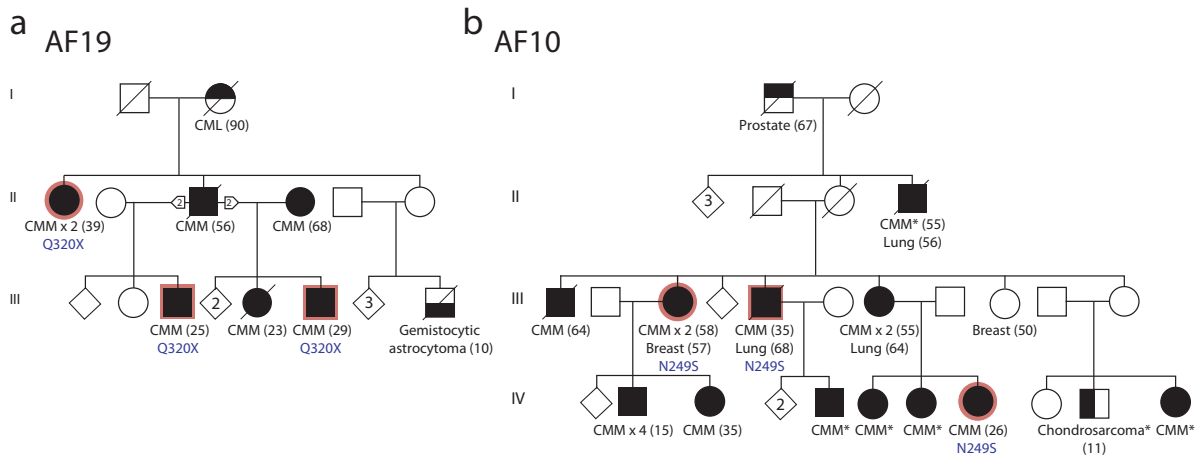 a AF19
I
CML (90)
II
2
2
CMM x 2 (39)
Q320X
CMM (56)
CMM (68)
III
2
3
CMM (25)
Q320X
CMM (23)
CMM (29)
Q320X
Gemistocytic
astrocytoma (10)
b AF10
I
Prostate (67)
II
3
CMM* (55)
Lung (56)
III
CMM (64)
CMM x 2 (58)
Breast (57)
N249S
CMM (35)
Lung (68)
N249S
CMM x 2 (55)
Lung (64)
Breast (50)
IV
2
CMM x 4 (15)
CMM (35)
CMM*
CMM*
CMM*
CMM (26)
N249S
Chondrosarcoma*
(11)
CMM*